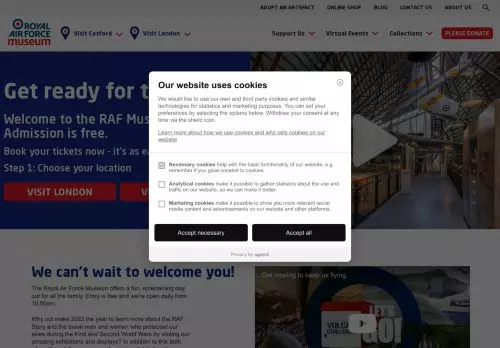 ADOPT AN ARTEFACT ONLINE SHOP BLOG CONTACT US ABOUT US
ROYAL
AIR FORCE
museum
Visit Cosford Visit London
Support Us Virtual Events Collections PLEASE DONATE
Get ready for t
Welcome to the RAF Mus
Admission is free.
Book your tickets now - it's as ea
Step 1: Choose your location
VISIT LONDON
V
Our website uses cookies
We would like to use our own and third party cookies and similar
technologies for statistics and marketing purposes. You can set your
preferences by selecting the options below. Withdraw your consent at any
time via the shield icon.
Learn more about how we use cookies and who sets cookies on our
website
Necessary cookies help with the basic functionality of our website, e.g.
remember if you gave consent to cookies.
Analytical cookies make it possible to gather statistics about the use and
traffic on our website, so we can make it better.
Marketing cookies make it possible to show you more relevant social
media content and advertisements on our website and other platforms.
Accept necessary Accept all
Privacy by openli
We can't wait to welcome you!
The Royal Air Force Museum offers a fun, entertaining day
out for all the family. Entry is free and we're open daily from
10.00am.
Why not make 2022 the year to learn more about the RAF
Story and the brave men and women who protected our
skies during the First and Second World Wars by visiting our
amazing exhibitions and displays? In addition to this both
Get moving to keep us flying
VULCAN
CHALLENGE
LET'S
GO!